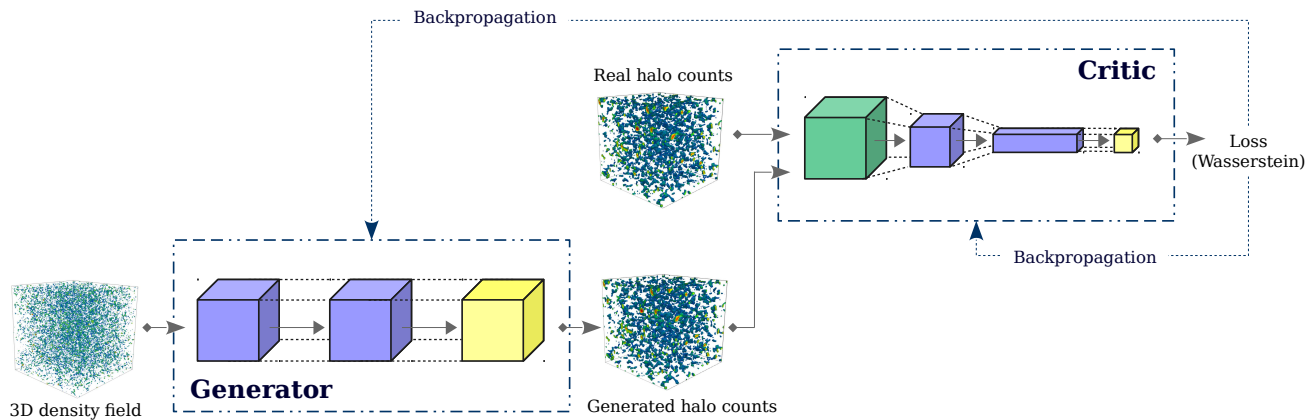 Backpropagation
Real halo counts
Critic
Loss
(Wasserstein)
Backpropagation
Generator
3D density field
Generated halo counts